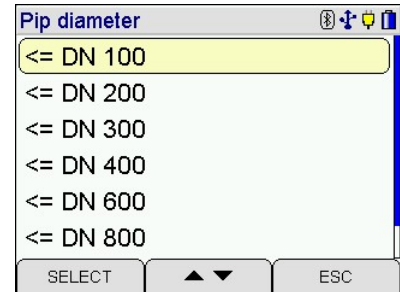 Pip diameter
<= DN 100
<= DN 200
<= DN 300
<= DN 400
<= DN 600
<= DN 800
SELECT ▲ ▼ ESC